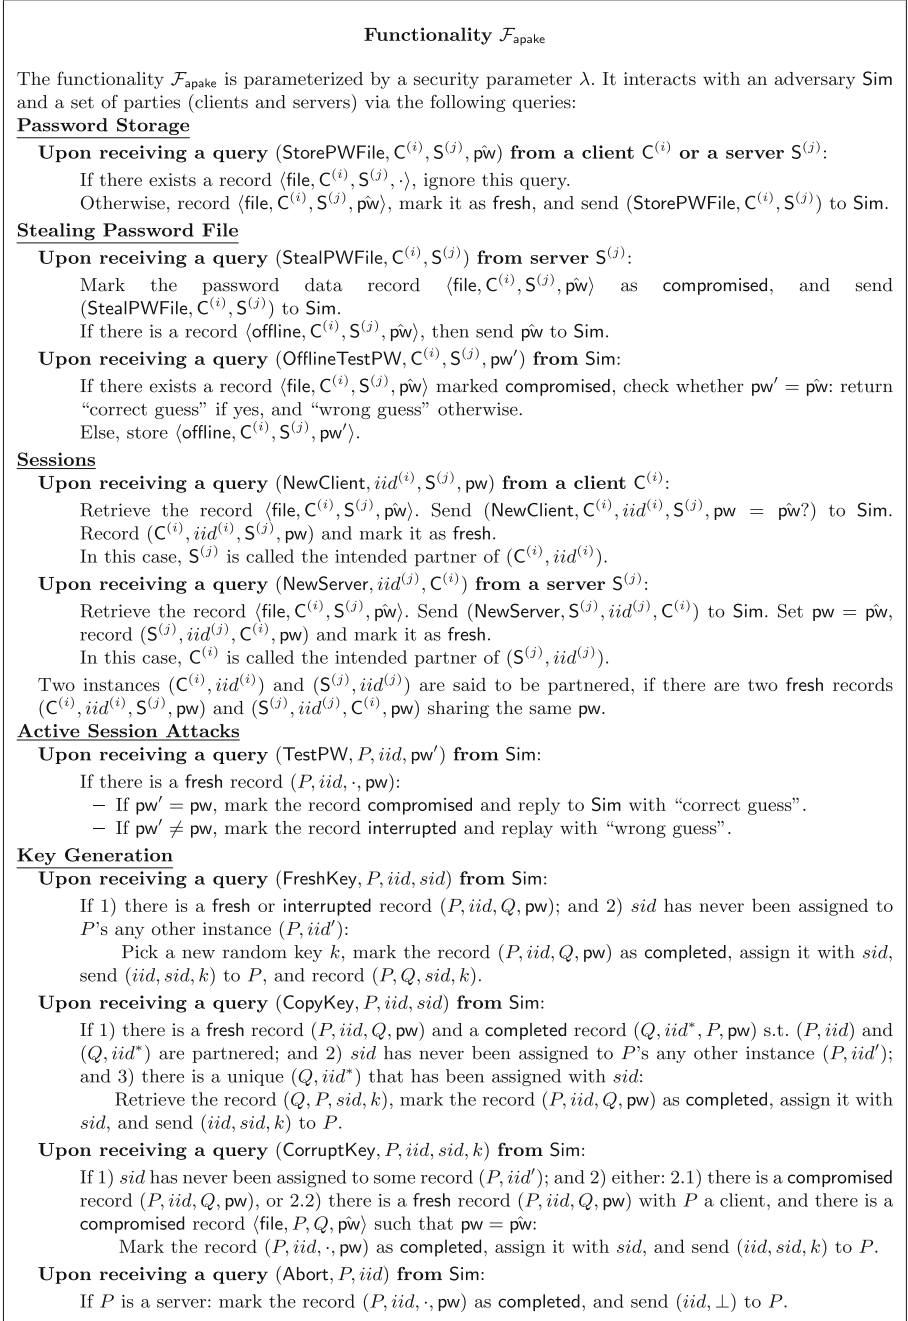 Functionality 𝓕apake
The functionality 𝓕apake is parameterized by a security parameter λ. It interacts with an adversary Sim
and a set of parties (clients and servers) via the following queries:
Password Storage
Upon receiving a query (StorePWFile, C⁽ⁱ⁾, S⁽ʲ⁾, pŵ) from a client C⁽ⁱ⁾ or a server S⁽ʲ⁾:
If there exists a record ⟨file, C⁽ⁱ⁾, S⁽ʲ⁾, ·⟩, ignore this query.
Otherwise, record ⟨file, C⁽ⁱ⁾, S⁽ʲ⁾, pŵ⟩, mark it as fresh, and send (StorePWFile, C⁽ⁱ⁾, S⁽ʲ⁾) to Sim.
Stealing Password File
Upon receiving a query (StealPWFile, C⁽ⁱ⁾, S⁽ʲ⁾) from server S⁽ʲ⁾:
Mark the password data record ⟨file, C⁽ⁱ⁾, S⁽ʲ⁾, pŵ⟩ as compromised, and send
(StealPWFile, C⁽ⁱ⁾, S⁽ʲ⁾) to Sim.
If there is a record ⟨offline, C⁽ⁱ⁾, S⁽ʲ⁾, pŵ⟩, then send pŵ to Sim.
Upon receiving a query (OfflineTestPW, C⁽ⁱ⁾, S⁽ʲ⁾, pw′) from Sim:
If there exists a record ⟨file, C⁽ⁱ⁾, S⁽ʲ⁾, pŵ⟩ marked compromised, check whether pw′ = pŵ: return
“correct guess” if yes, and “wrong guess” otherwise.
Else, store ⟨offline, C⁽ⁱ⁾, S⁽ʲ⁾, pw′⟩.
Sessions
Upon receiving a query (NewClient, iid⁽ⁱ⁾, S⁽ʲ⁾, pw) from a client C⁽ⁱ⁾:
Retrieve the record ⟨file, C⁽ⁱ⁾, S⁽ʲ⁾, pŵ⟩. Send (NewClient, C⁽ⁱ⁾, iid⁽ⁱ⁾, S⁽ʲ⁾, pw = pŵ?) to Sim.
Record (C⁽ⁱ⁾, iid⁽ⁱ⁾, S⁽ʲ⁾, pw) and mark it as fresh.
In this case, S⁽ʲ⁾ is called the intended partner of (C⁽ⁱ⁾, iid⁽ⁱ⁾).
Upon receiving a query (NewServer, iid⁽ʲ⁾, C⁽ⁱ⁾) from a server S⁽ʲ⁾:
Retrieve the record ⟨file, C⁽ⁱ⁾, S⁽ʲ⁾, pŵ⟩. Send (NewServer, S⁽ʲ⁾, iid⁽ʲ⁾, C⁽ⁱ⁾) to Sim. Set pw = pŵ,
record (S⁽ʲ⁾, iid⁽ʲ⁾, C⁽ⁱ⁾, pw) and mark it as fresh.
In this case, C⁽ⁱ⁾ is called the intended partner of (S⁽ʲ⁾, iid⁽ʲ⁾).
Two instances (C⁽ⁱ⁾, iid⁽ⁱ⁾) and (S⁽ʲ⁾, iid⁽ʲ⁾) are said to be partnered, if there are two fresh records
(C⁽ⁱ⁾, iid⁽ⁱ⁾, S⁽ʲ⁾, pw) and (S⁽ʲ⁾, iid⁽ʲ⁾, C⁽ⁱ⁾, pw) sharing the same pw.
Active Session Attacks
Upon receiving a query (TestPW, P, iid, pw′) from Sim:
If there is a fresh record (P, iid, ·, pw):
– If pw′ = pw, mark the record compromised and reply to Sim with “correct guess”.
– If pw′ ≠ pw, mark the record interrupted and replay with “wrong guess”.
Key Generation
Upon receiving a query (FreshKey, P, iid, sid) from Sim:
If 1) there is a fresh or interrupted record (P, iid, Q, pw); and 2) sid has never been assigned to
P’s any other instance (P, iid′):
Pick a new random key k, mark the record (P, iid, Q, pw) as completed, assign it with sid,
send (iid, sid, k) to P, and record (P, Q, sid, k).
Upon receiving a query (CopyKey, P, iid, sid) from Sim:
If 1) there is a fresh record (P, iid, Q, pw) and a completed record (Q, iid*, P, pw) s.t. (P, iid) and
(Q, iid*) are partnered; and 2) sid has never been assigned to P’s any other instance (P, iid′);
and 3) there is a unique (Q, iid*) that has been assigned with sid:
Retrieve the record (Q, P, sid, k), mark the record (P, iid, Q, pw) as completed, assign it with
sid, and send (iid, sid, k) to P.
Upon receiving a query (CorruptKey, P, iid, sid, k) from Sim:
If 1) sid has never been assigned to some record (P, iid′); and 2) either: 2.1) there is a compromised
record (P, iid, Q, pw), or 2.2) there is a fresh record (P, iid, Q, pw) with P a client, and there is a
compromised record ⟨file, P, Q, pŵ⟩ such that pw = pŵ:
Mark the record (P, iid, ·, pw) as completed, assign it with sid, and send (iid, sid, k) to P.
Upon receiving a query (Abort, P, iid) from Sim:
If P is a server: mark the record (P, iid, ·, pw) as completed, and send (iid, ⊥) to P.